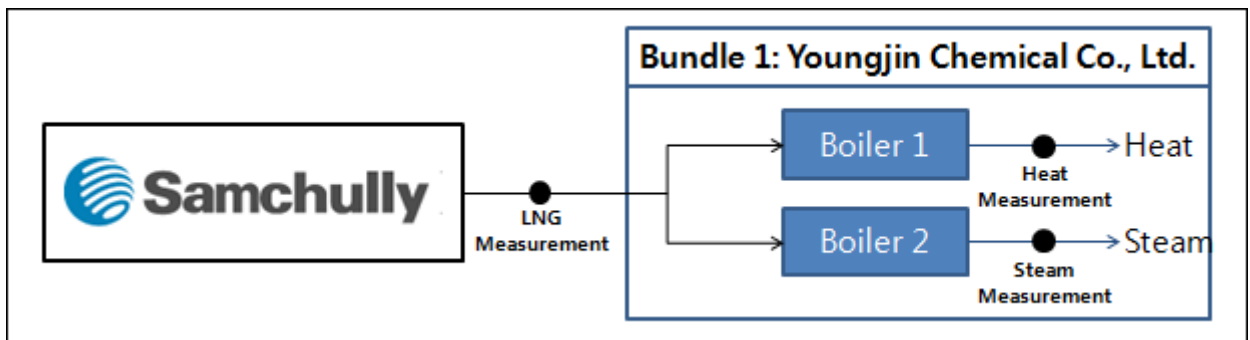 Bundle 1: Youngjin Chemical Co., Ltd.
Samchully
LNG
Measurement
Boiler 1
Heat
Heat
Measurement
Boiler 2
Steam
Steam
Measurement